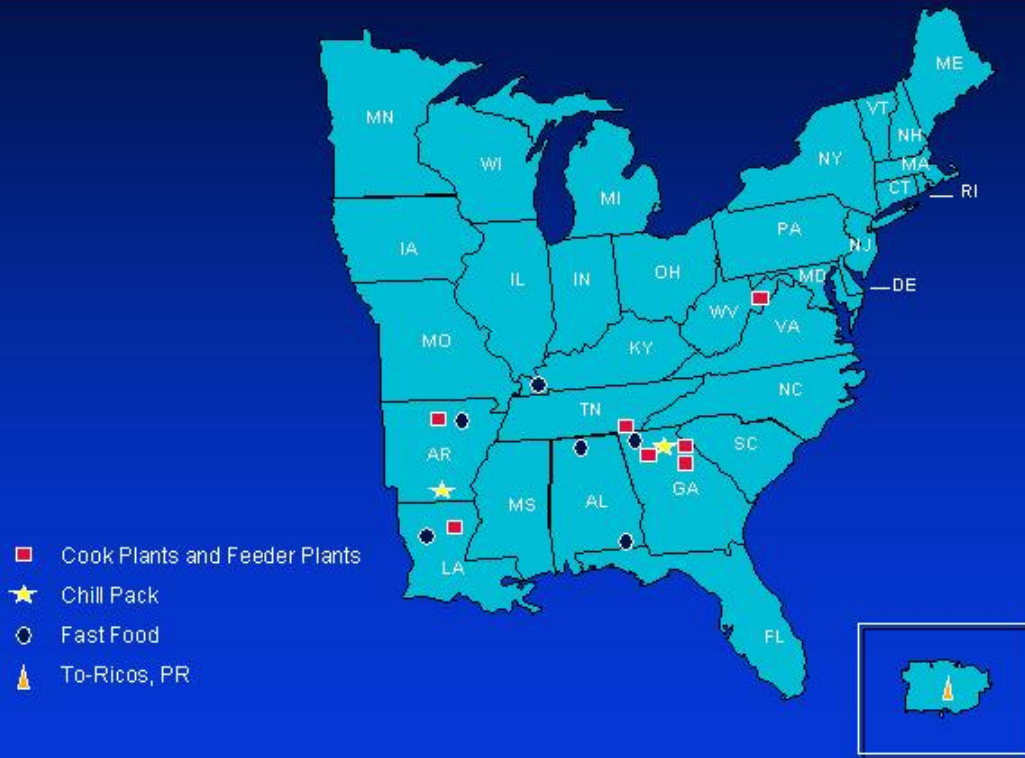 ME
MN
VT
NH
WI
NY
MA
CT
RI
MI
PA
IA
NJ
OH
IL
IN
MD
DE
WV
VA
MO
KY
NC
TN
SC
AR
GA
MS
AL
LA
FL
Cook Plants and Feeder Plants
Chill Pack
Fast Food
To-Ricos, PR